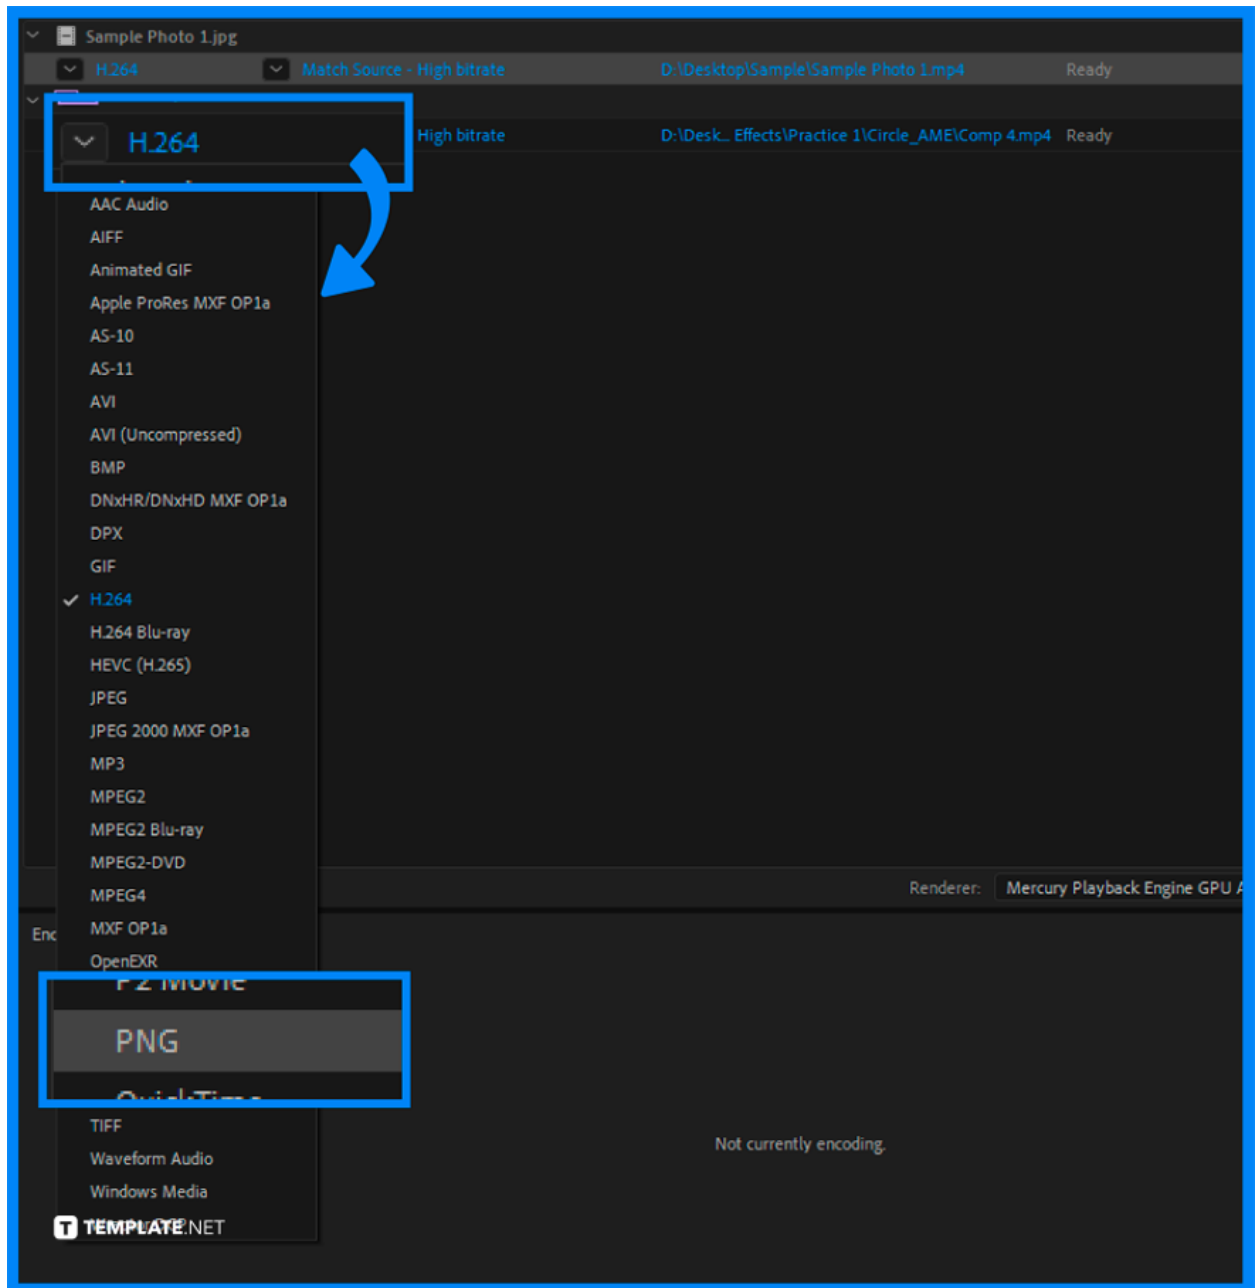 Sample Photo 1.jpg
H.264 Match Source - High bitrate D:\Desktop\Sample\Sample Photo 1.mp4 Ready
H.264 High bitrate D:\Desk... Effects\Practice 1\Circle_AME\Comp 4.mp4 Ready
AAC Audio
AIFF
Animated GIF
Apple ProRes MXF OP1a
AS-10
AS-11
AVI
AVI (Uncompressed)
BMP
DNxHR/DNxHD MXF OP1a
DPX
GIF
H.264
H.264 Blu-ray
HEVC (H.265)
JPEG
JPEG 2000 MXF OP1a
MP3
MPEG2
MPEG2 Blu-ray
MPEG2-DVD
MPEG4
Renderer: Mercury Playback Engine GPU A
MXF OP1a
Enc
OpenEXR
P2 Movie
PNG
QuickTime
TIFF
Not currently encoding.
Waveform Audio
Windows Media
T TEMPLATE.NET